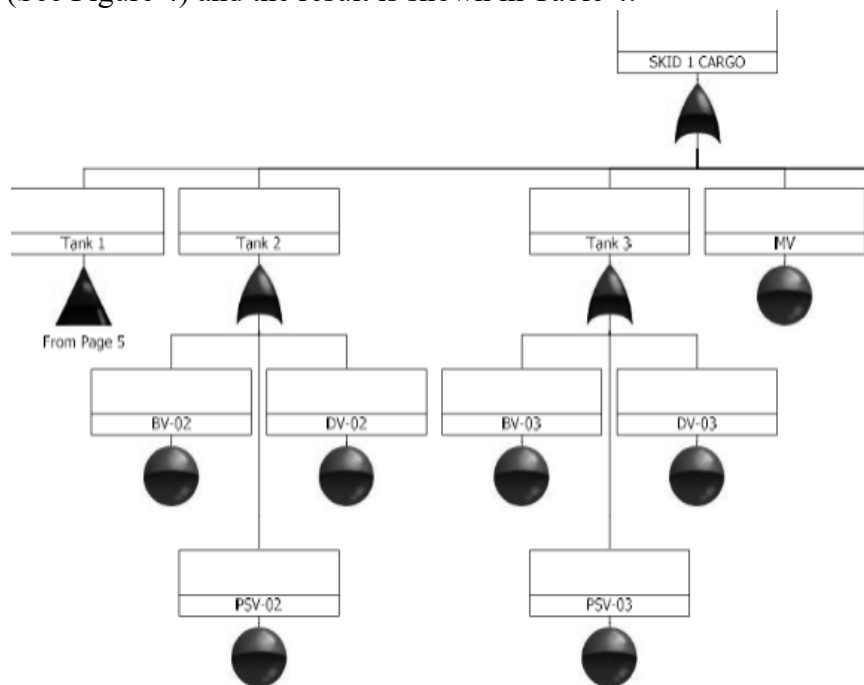 (See Figure 4) and the result is shown in Table 4.
SKID 1 CARGO
Tank 1
Tank 2
Tank 3
MV
From Page 5
BV-02
DV-02
BV-03
DV-03
PSV-02
PSV-03